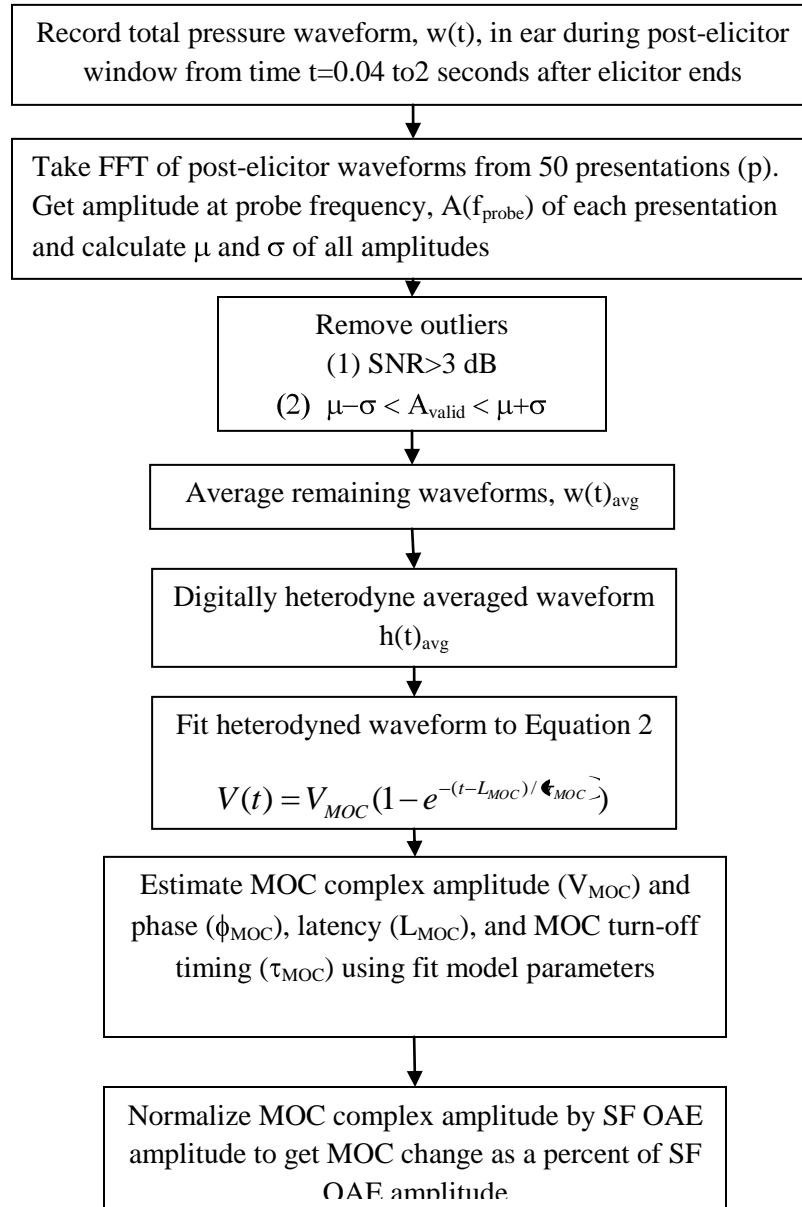 Record total pressure waveform, w(t), in ear during post-elicitor
window from time t=0.04 to2 seconds after elicitor ends
Take FFT of post-elicitor waveforms from 50 presentations (p).
Get amplitude at probe frequency, A(fprobe) of each presentation
and calculate μ and σ of all amplitudes
Remove outliers
(1) SNR>3 dB
(2) μ−σ < Avalid < μ+σ
Average remaining waveforms, w(t)avg
Digitally heterodyne averaged waveform
h(t)avg
Fit heterodyned waveform to Equation 2
V(t) = VMOC(1 − e−(t−LMOC)/(τMOC))
Estimate MOC complex amplitude (VMOC) and
phase (ϕMOC), latency (LMOC), and MOC turn-off
timing (τMOC) using fit model parameters
Normalize MOC complex amplitude by SF OAE
amplitude to get MOC change as a percent of SF
OAE amplitude